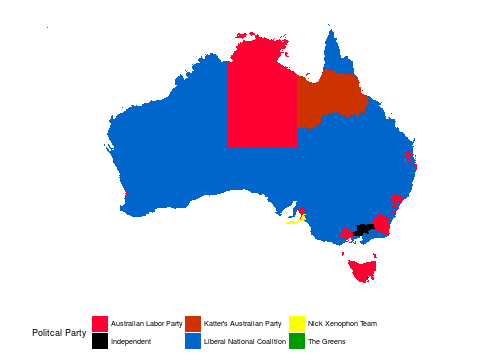 Politcal Party
Australian Labor Party Katter's Australian Party Nick Xenophon Team
Independent Liberal National Coalition The Greens